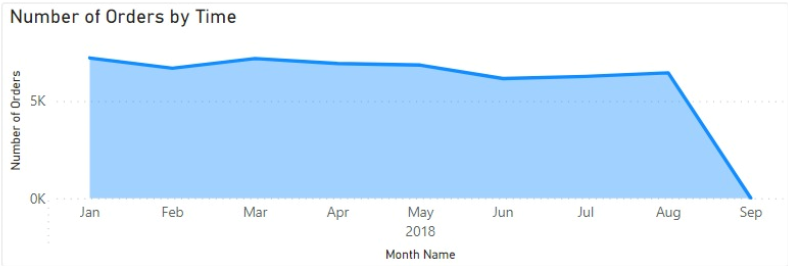 Number of Orders by Time
Number of Orders
5K
0K
Jan Feb Mar Apr May Jun Jul Aug Sep
2018
Month Name